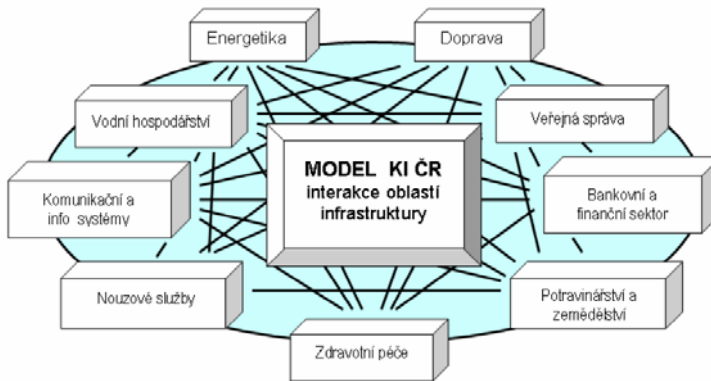 Energetika
Doprava
Vodní hospodářství
Veřejná správa
MODEL KI ČR
interakce oblastí
infrastruktury
Komunikační a
info systémy
Bankovní a
finanční sektor
Nouzové služby
Potravinářství a
zemědělství
Zdravotní péče